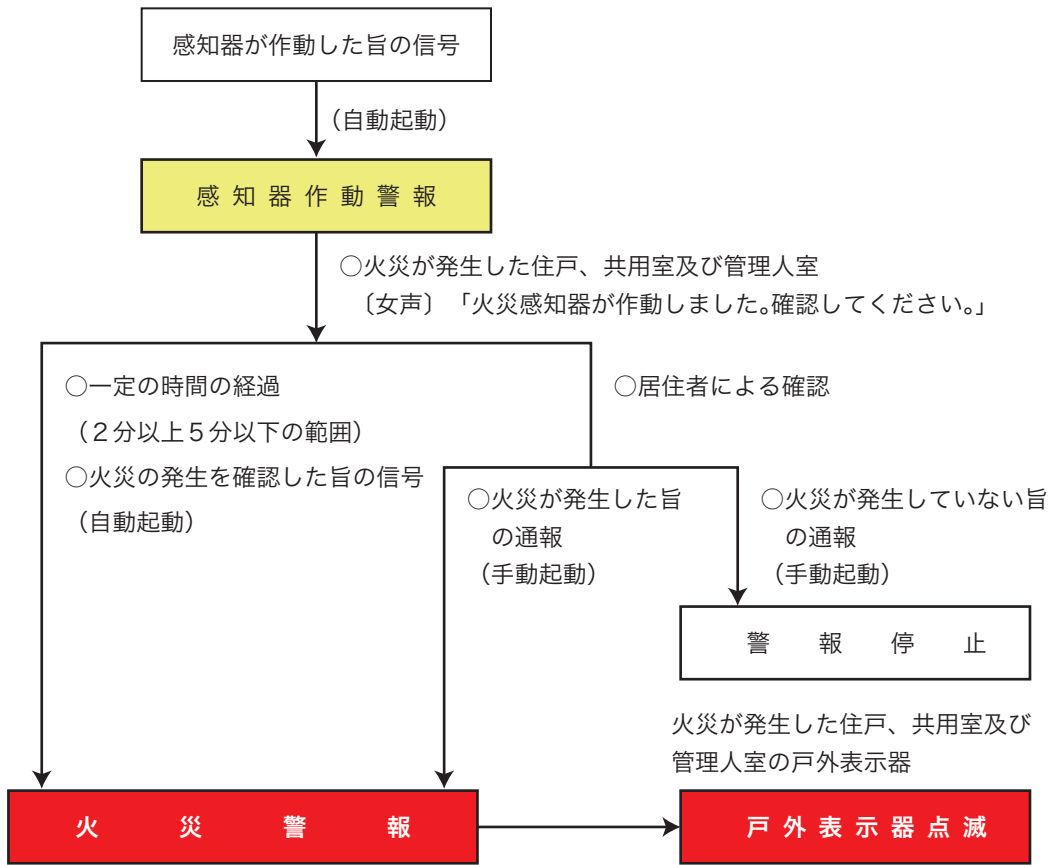 感知器が作動した旨の信号
（自動起動）
感知器作動警報
○火災が発生した住戸、共用室及び管理人室
〔女声〕「火災感知器が作動しました。確認してください。」
○一定の時間の経過
（２分以上５分以下の範囲）
○火災の発生を確認した旨の信号
（自動起動）
○居住者による確認
○火災が発生した旨
の通報
（手動起動）
○火災が発生していない旨
の通報
（手動起動）
警報停止
火災が発生した住戸、共用室及び
管理人室の戸外表示器
火災警報
戸外表示器点滅